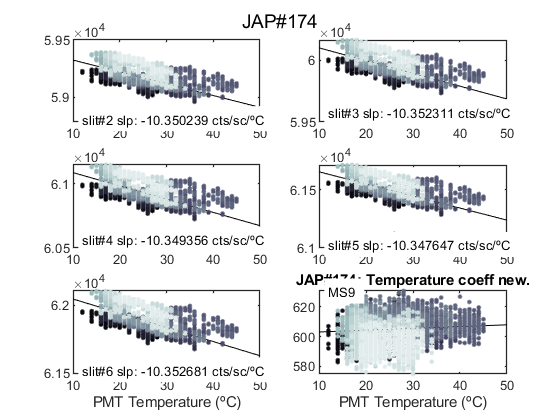 JAP#174
×10⁴
5.95
5.9
10 20 30 40 50
slit#2 slp: -10.350239 cts/sc/ºC
×10⁴
6
5.95
10 20 30 40 50
slit#3 slp: -10.352311 cts/sc/ºC
×10⁴
6.1
6.05
10 20 30 40 50
slit#4 slp: -10.349356 cts/sc/ºC
×10⁴
6.15
6.1
10 20 30 40 50
slit#5 slp: -10.347647 cts/sc/ºC
×10⁴
6.2
6.15
10 20 30 40 50
slit#6 slp: -10.352681 cts/sc/ºC
PMT Temperature (ºC)
JAP#174: Temperature coeff new.
MS9
620
600
580
10 20 30 40 50
PMT Temperature (ºC)